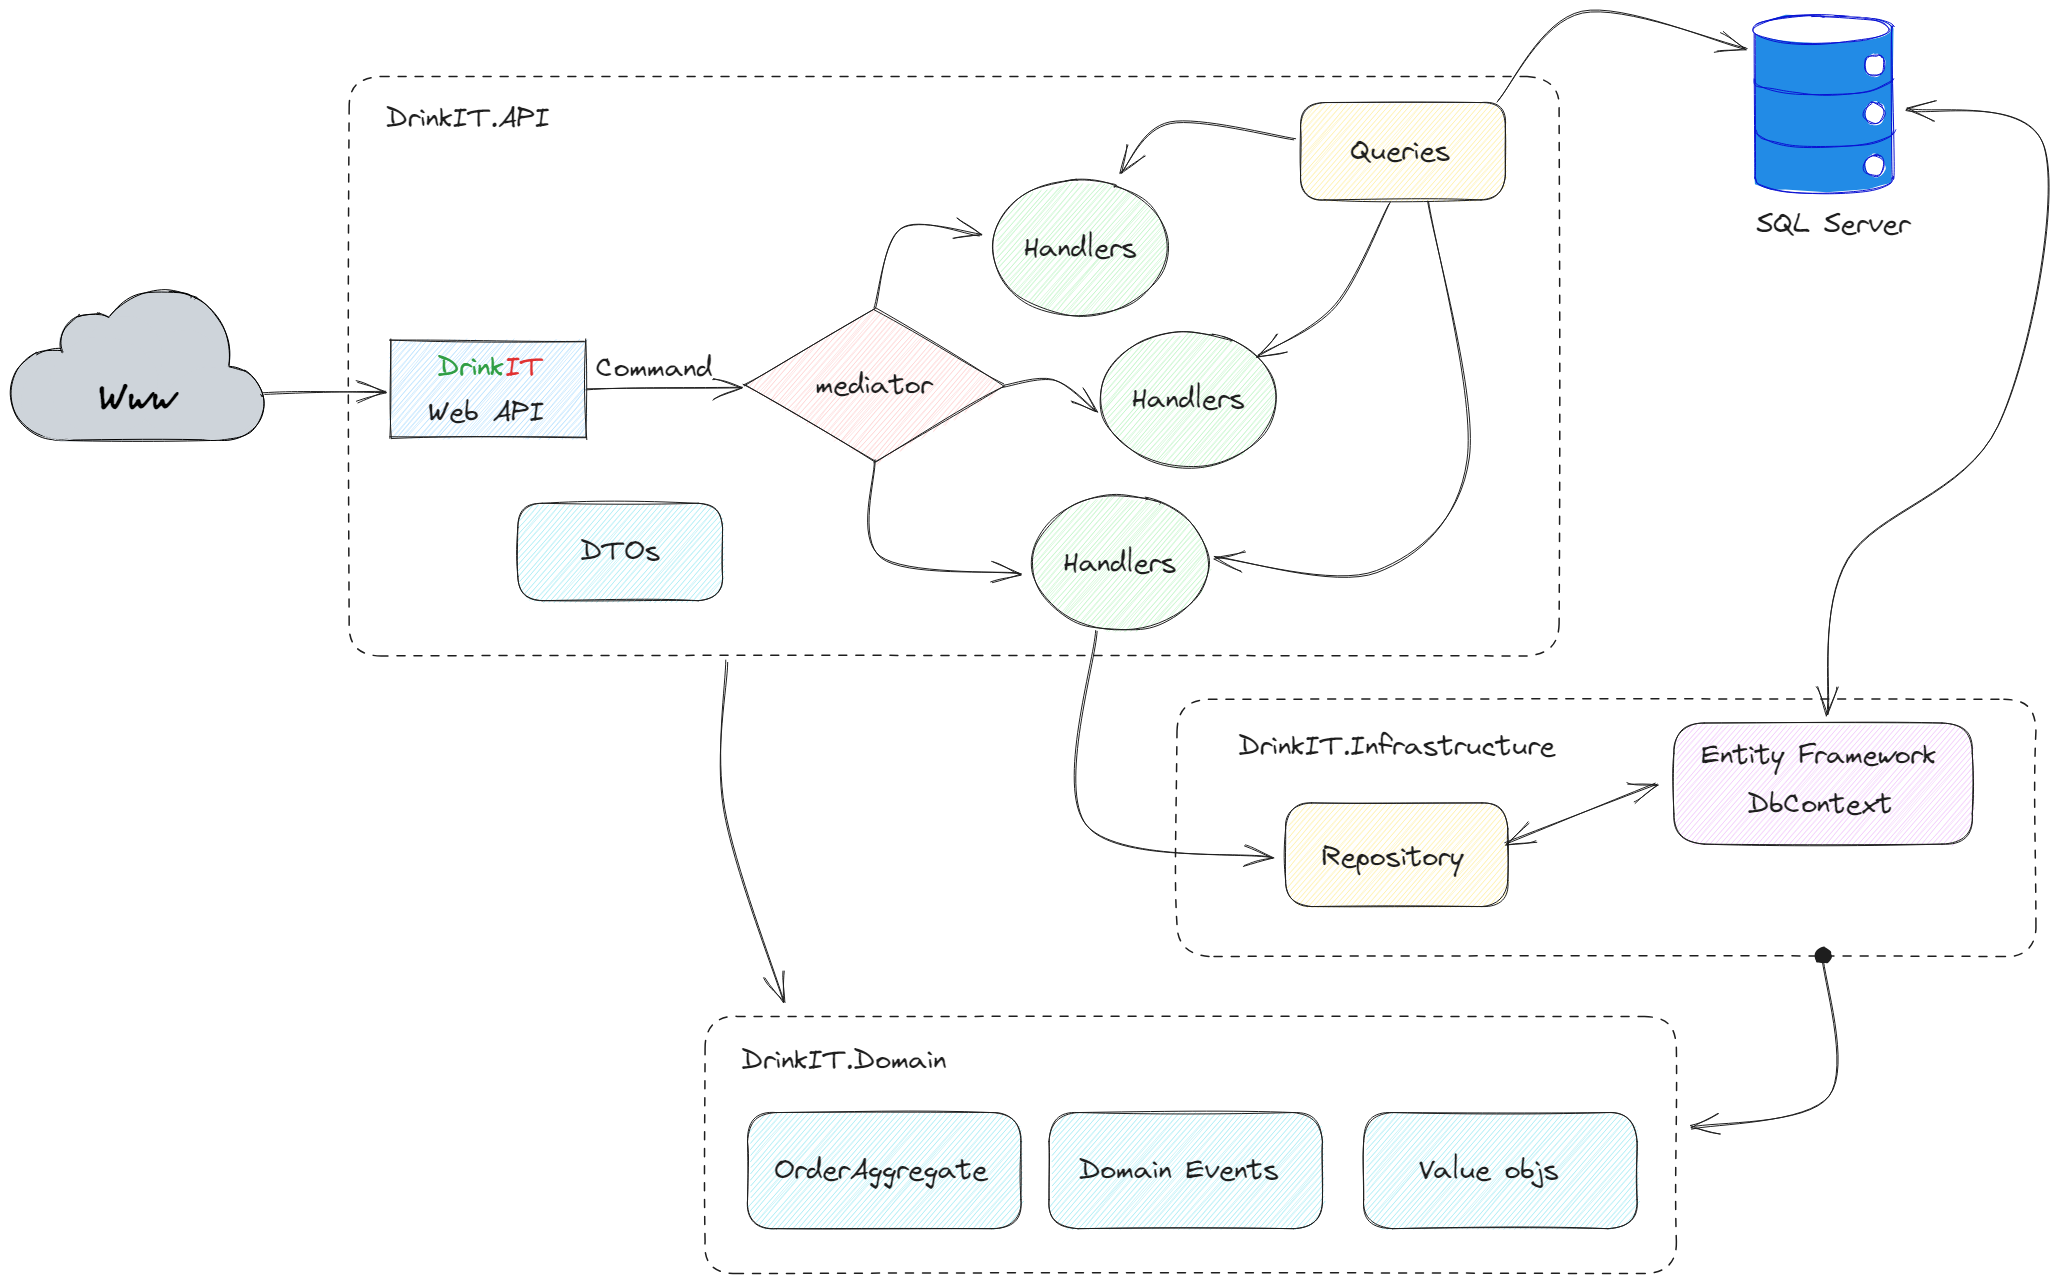 DrinkIT.API
Queries
SQL Server
Handlers
Www
DrinkIT
Web API
Command
mediator
Handlers
DTOs
Handlers
DrinkIT.Infrastructure
Entity Framework
DbContext
Repository
DrinkIT.Domain
OrderAggregate
Domain Events
Value objs